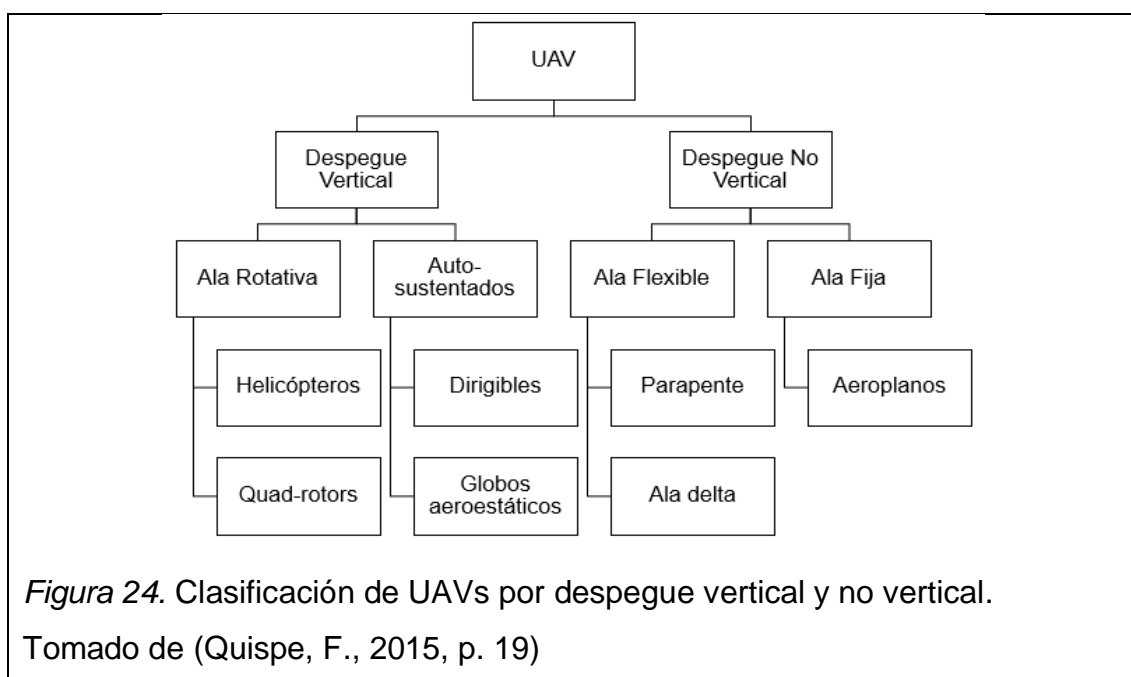 UAV
Despegue
Vertical
Despegue No
Vertical
Ala Rotativa
Auto-
sustentados
Ala Flexible
Ala Fija
Helicópteros
Dirigibles
Parapente
Aeroplanos
Quad-rotors
Globos
aeroestáticos
Ala delta
Figura 24. Clasificación de UAVs por despegue vertical y no vertical.
Tomado de (Quispe, F., 2015, p. 19)